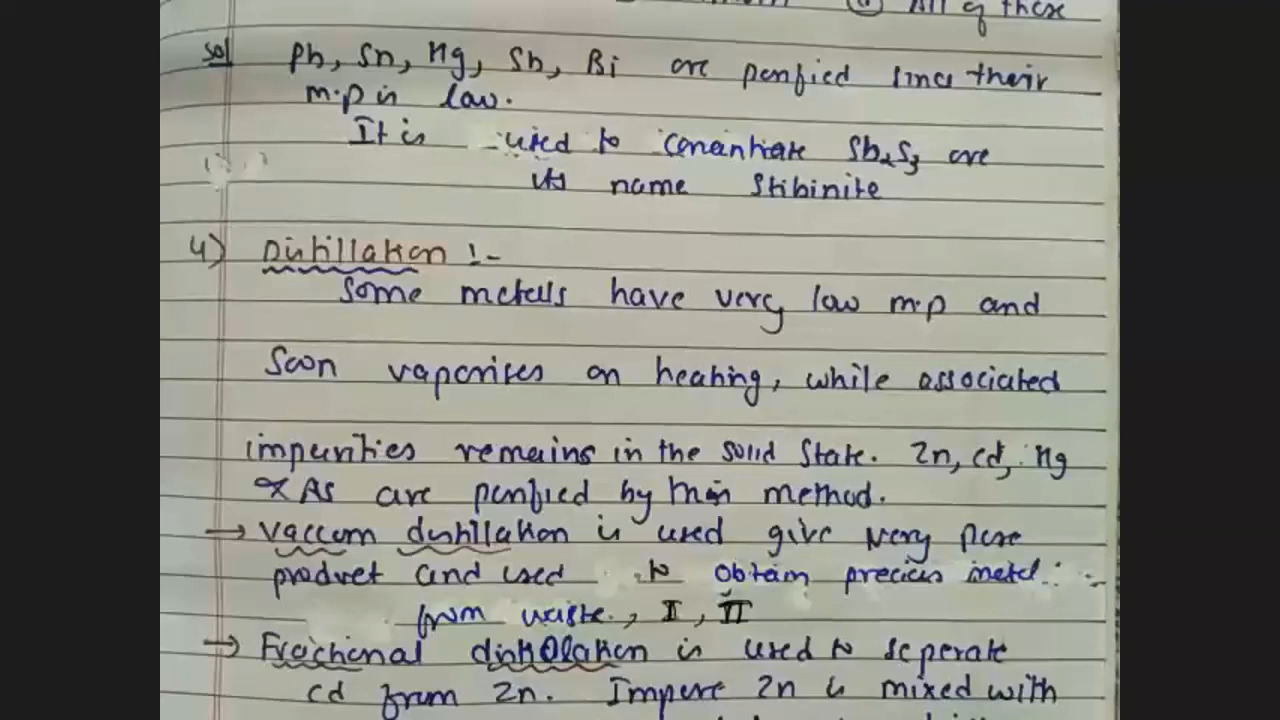 All of these
Sol Pb, Sn, Hg, Sb, Bi are purified since their
m.p is low.
It is used to concentrate Sb2S3 ore
its name Stibinite
4) Distillation :-
Some metals have very low m.p and
soon vaporises on heating, while associated
impurities remains in the solid state. Zn, Cd, Hg
& As are purified by this method.
→ Vaccum distillation is used give very pure
product and used to obtain precius metal
from waste, I, II
→ Fractional distillation is used to seperate
Cd from Zn. Impure Zn is mixed with